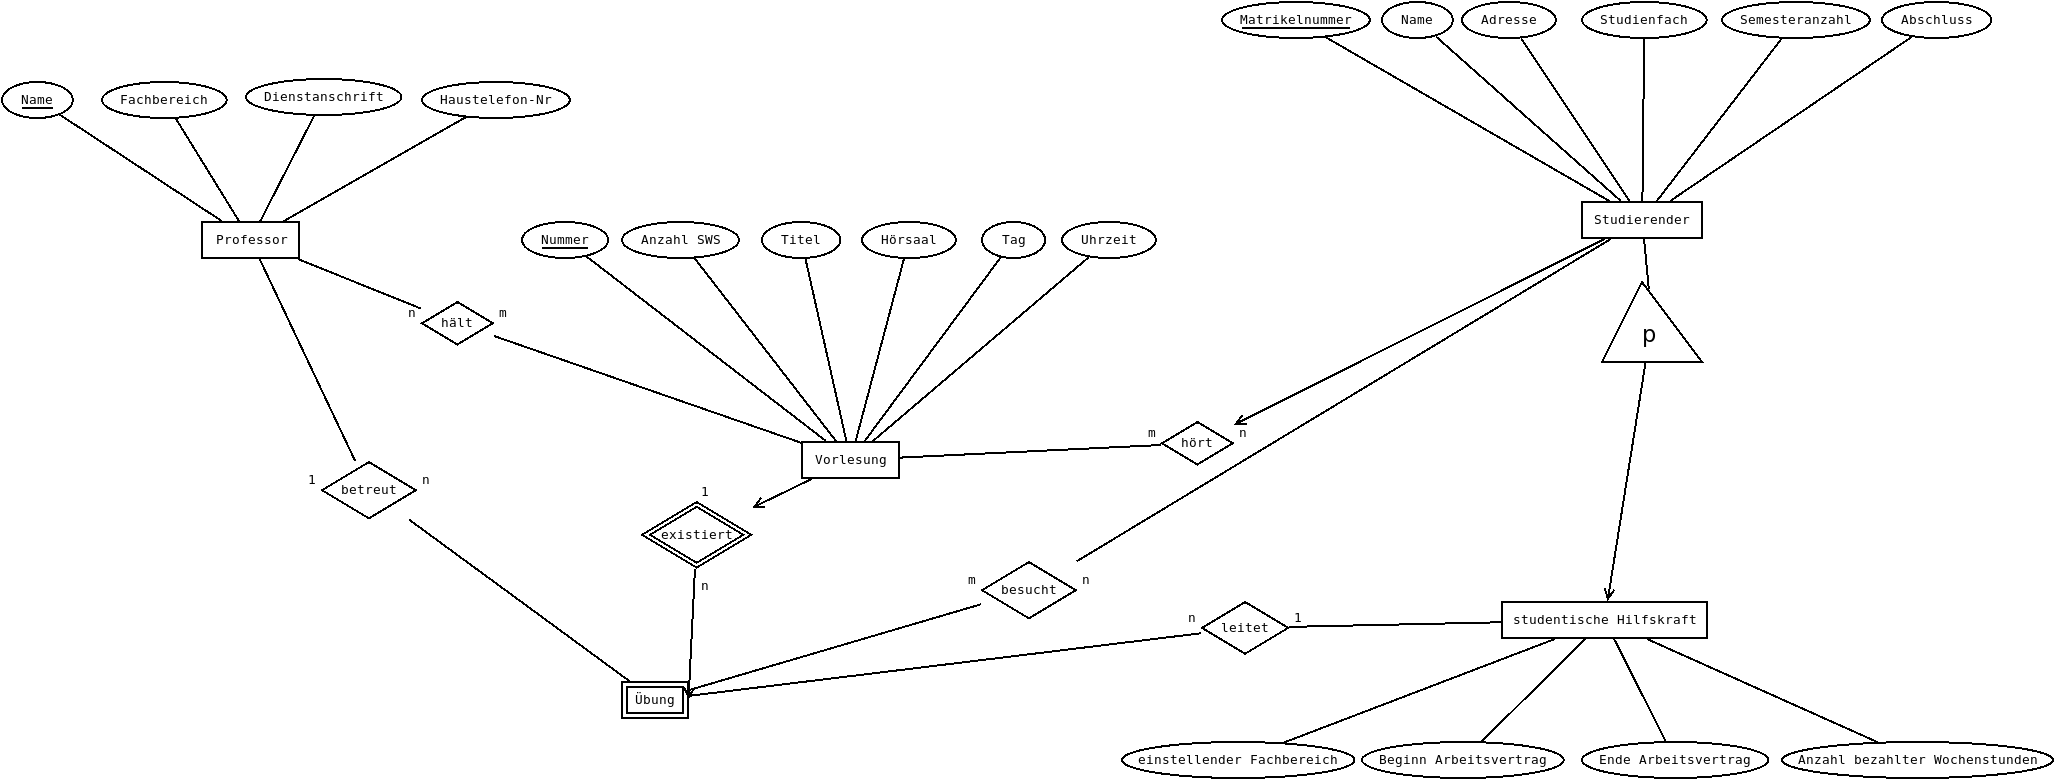 Matrikelnummer Name Adresse Studienfach Semesteranzahl Abschluss
Name Fachbereich Dienstanschrift Haustelefon-Nr
Studierender
Professor
Nummer Anzahl SWS Titel Hörsaal Tag Uhrzeit
n hält m
p
m hört n
Vorlesung
1 betreut n
1
existiert
n
m besucht n
n leitet 1
studentische Hilfskraft
Übung
einstellender Fachbereich Beginn Arbeitsvertrag Ende Arbeitsvertrag Anzahl bezahlter Wochenstunden